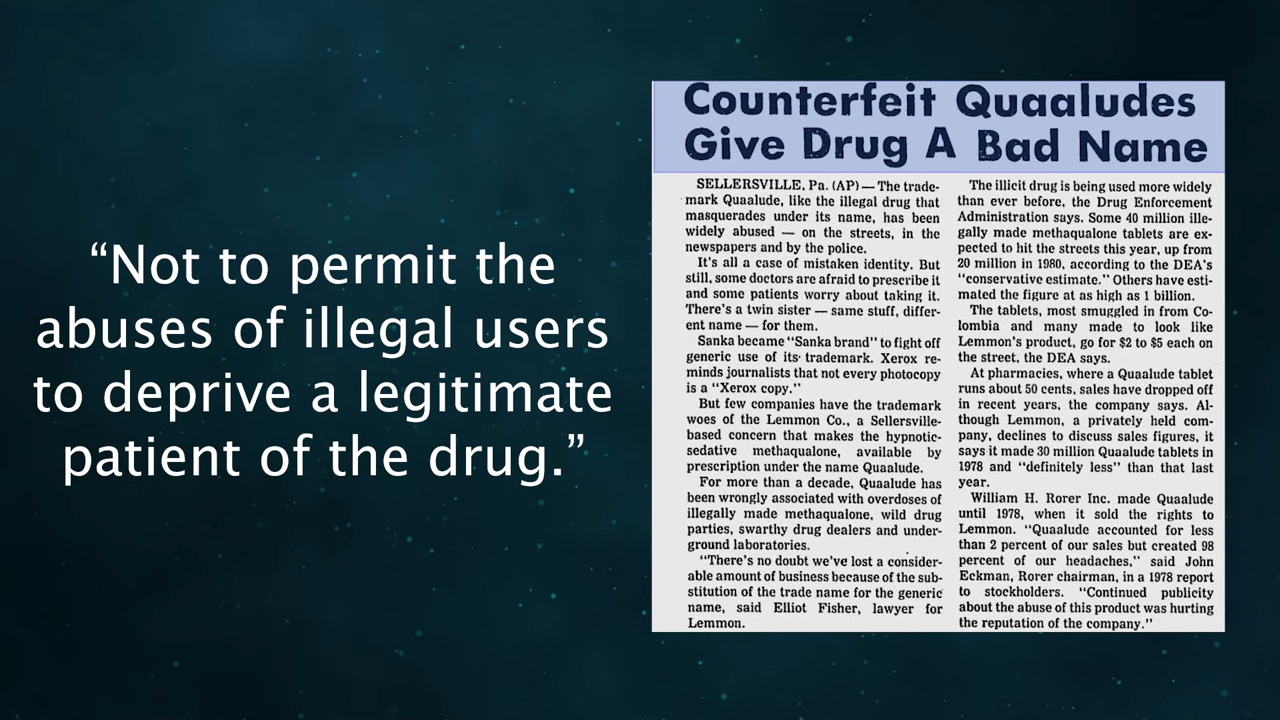 “Not to permit the
abuses of illegal users
to deprive a legitimate
patient of the drug.”
Counterfeit Quaaludes
Give Drug A Bad Name
SELLERSVILLE, Pa. (AP) — The trade-
mark Quaalude, like the illegal drug that
masquerades under its name, has been
widely abused — on the streets, in the
newspapers and by the police.
It's all a case of mistaken identity. But
still, some doctors are afraid to prescribe it
and some patients worry about taking it.
There's a twin sister — same stuff, differ-
ent name — for them.
Sanka became “Sanka brand” to fight off
generic use of its trademark. Xerox re-
minds journalists that not every photocopy
is a “Xerox copy.”
But few companies have the trademark
woes of the Lemmon Co., a Sellersville-
based concern that makes the hypnotic-
sedative methaqualone, available by
prescription under the name Quaalude.
For more than a decade, Quaalude has
been wrongly associated with overdoses of
illegally made methaqualone, wild drug
parties, swarthy drug dealers and under-
ground laboratories.
“There's no doubt we've lost a consider-
able amount of business because of the sub-
stitution of the trade name for the generic
name, said Elliot Fisher, lawyer for
Lemmon.
The illicit drug is being used more widely
than ever before, the Drug Enforcement
Administration says. Some 40 million ille-
gally made methaqualone tablets are ex-
pected to hit the streets this year, up from
20 million in 1980, according to the DEA's
“conservative estimate.” Others have esti-
mated the figure at as high as 1 billion.
The tablets, most smuggled in from Co-
lombia and many made to look like
Lemmon's product, go for $2 to $5 each on
the street, the DEA says.
At pharmacies, where a Quaalude tablet
runs about 50 cents, sales have dropped off
in recent years, the company says. Al-
though Lemmon, a privately held com-
pany, declines to discuss sales figures, it
says it made 30 million Quaalude tablets in
1978 and “definitely less” than that last
year.
William H. Rorer Inc. made Quaalude
until 1978, when it sold the rights to
Lemmon. “Quaalude accounted for less
than 2 percent of our sales but created 98
percent of our headaches,” said John
Eckman, Rorer chairman, in a 1978 report
to stockholders. “Continued publicity
about the abuse of this product was hurting
the reputation of the company.”